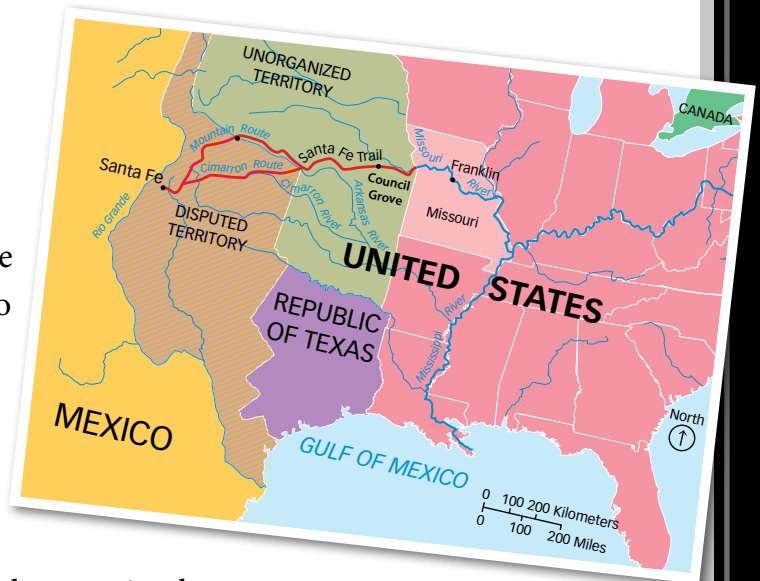 UNORGANIZED
TERRITORY
CANADA
Mountain Route
Santa Fe Trail
Missouri
River
Franklin
Santa Fe
Cimarron Route
Council
Grove
Cimarron River
Arkansas River
Missouri
Rio Grande
DISPUTED
TERRITORY
UNITED STATES
REPUBLIC
OF TEXAS
Mississippi
River
MEXICO
North
GULF OF MEXICO
0 100 200 Kilometers
0 100 200 Miles
e
o